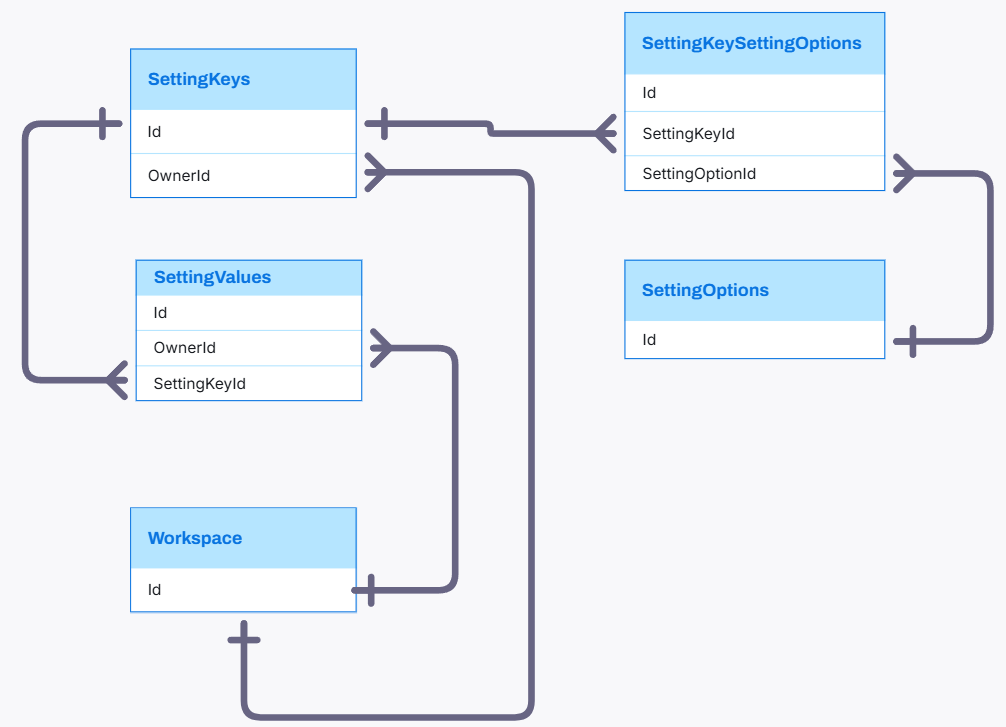 SettingKeys
Id
OwnerId
SettingKeySettingOptions
Id
SettingKeyId
SettingOptionId
SettingValues
Id
OwnerId
SettingKeyId
SettingOptions
Id
Workspace
Id